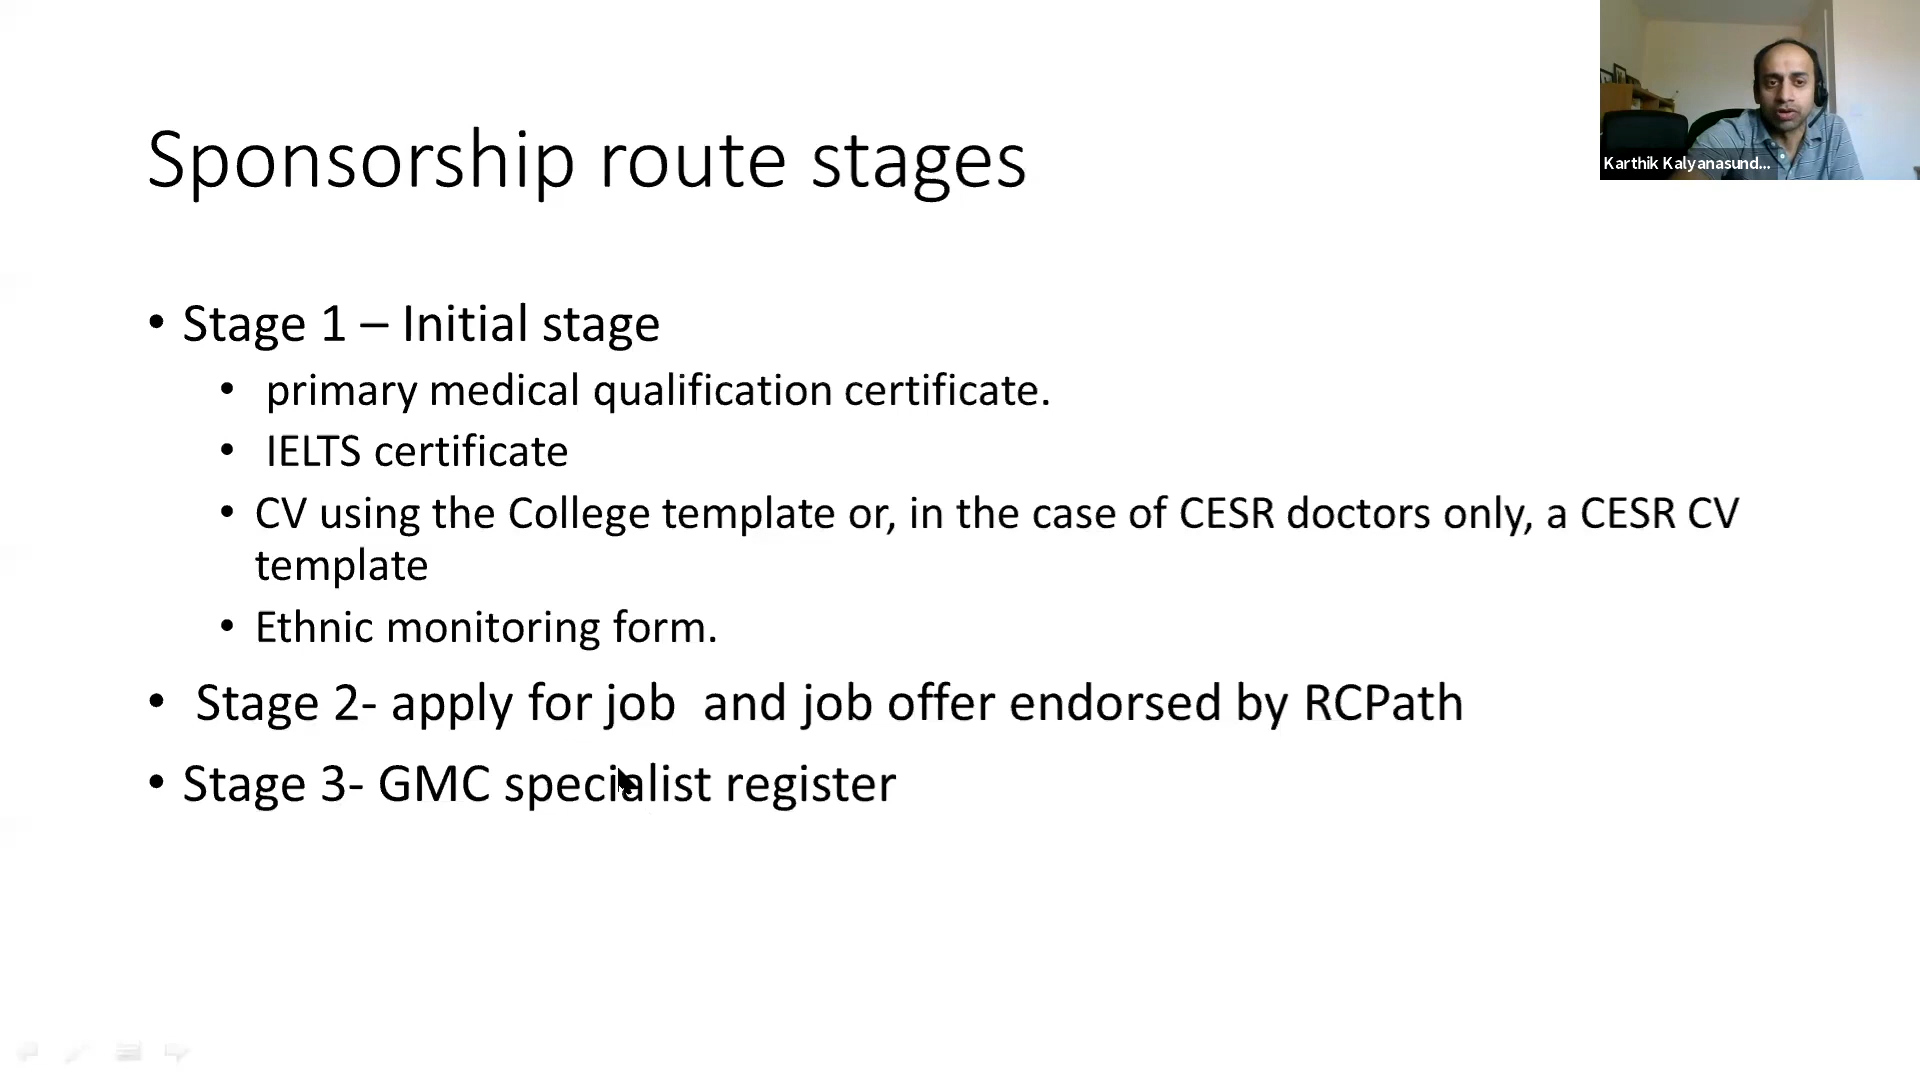 Sponsorship route stages
Karthik Kalyanasund...
• Stage 1 – Initial stage
• primary medical qualification certificate.
• IELTS certificate
• CV using the College template or, in the case of CESR doctors only, a CESR CV
template
• Ethnic monitoring form.
• Stage 2- apply for job  and job offer endorsed by RCPath
• Stage 3- GMC specialist register